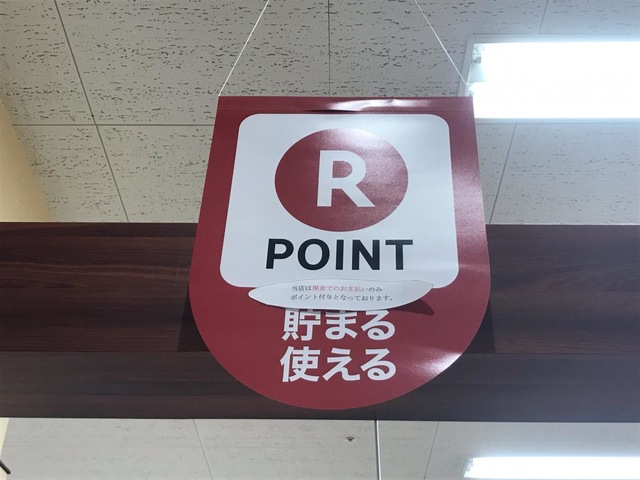 R
POINT
当店は現金でのお支払いのみ
ポイント付与となっております。
貯まる
使える